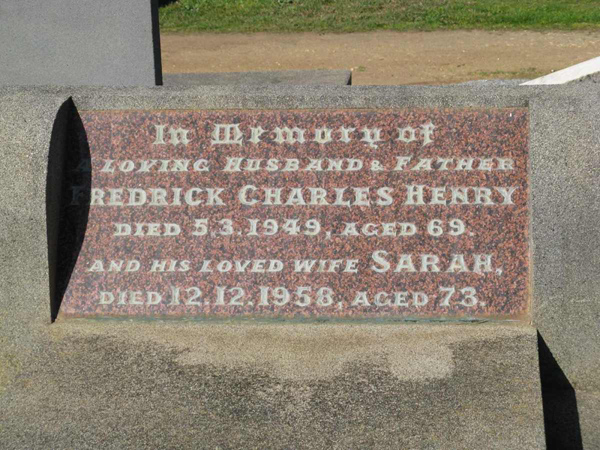 In Memory of
A LOVING HUSBAND & FATHER
FREDRICK CHARLES HENRY
DIED 5.3.1949, AGED 69.
AND HIS LOVED WIFE SARAH,
DIED 12.12.1958, AGED 73.